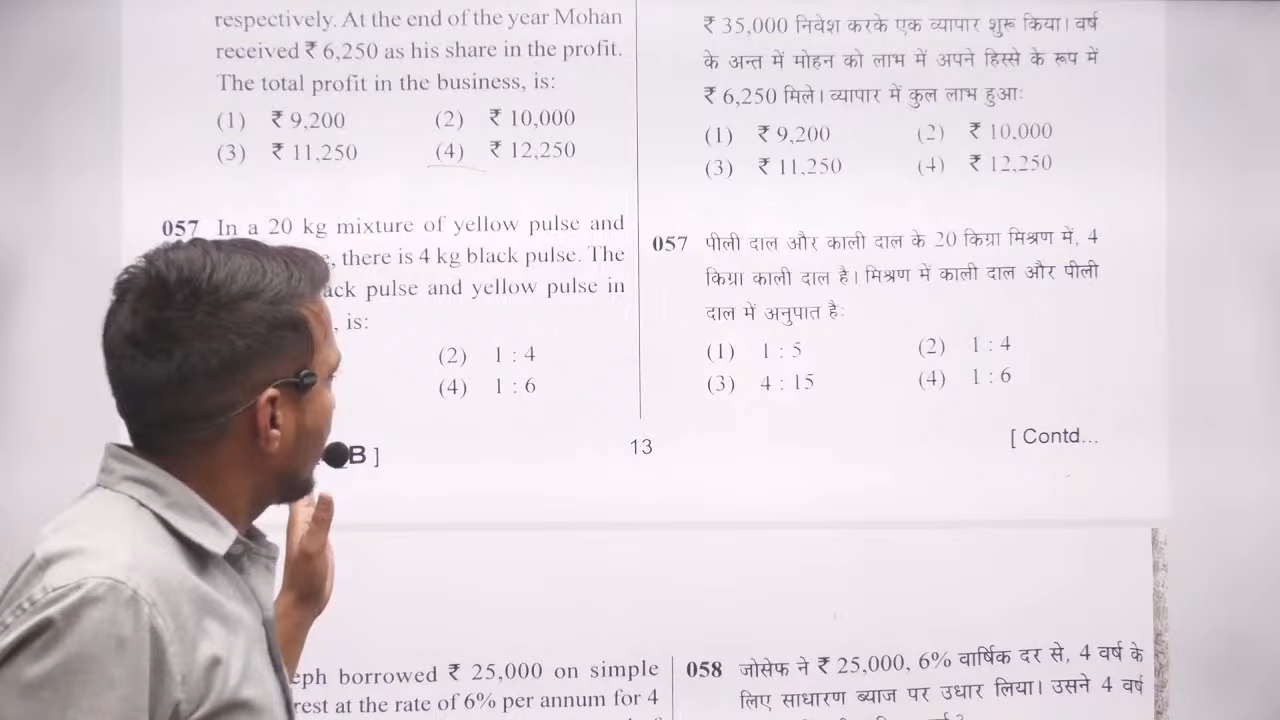 respectively. At the end of the year Mohan
received ₹ 6,250 as his share in the profit.
The total profit in the business, is:
(1) ₹ 9,200 (2) ₹ 10,000
(3) ₹ 11,250 (4) ₹ 12,250
057 In a 20 kg mixture of yellow pulse and
there is 4 kg black pulse. The
pulse and yellow pulse in
, is:
(2) 1 : 4
(4) 1 : 6
B ]
13
₹ 35,000 निवेश करके एक व्यापार शुरू किया। वर्ष
के अन्त में मोहन को लाभ में अपने हिस्से के रूप में
₹ 6,250 मिले। व्यापार में कुल लाभ हुआः
(1) ₹ 9,200 (2) ₹ 10,000
(3) ₹ 11,250 (4) ₹ 12,250
057 पीली दाल और काली दाल के 20 किग्रा मिश्रण में, 4
किग्रा काली दाल है। मिश्रण में काली दाल और पीली
दाल में अनुपात हैः
(1) 1 : 5 (2) 1 : 4
(3) 4 : 15 (4) 1 : 6
[ Contd...
eph borrowed ₹ 25,000 on simple
rest at the rate of 6% per annum for 4
058 जोसेफ ने ₹ 25,000, 6% वार्षिक दर से, 4 वर्ष के
लिए साधारण ब्याज पर उधार लिया। उसने 4 वर्ष